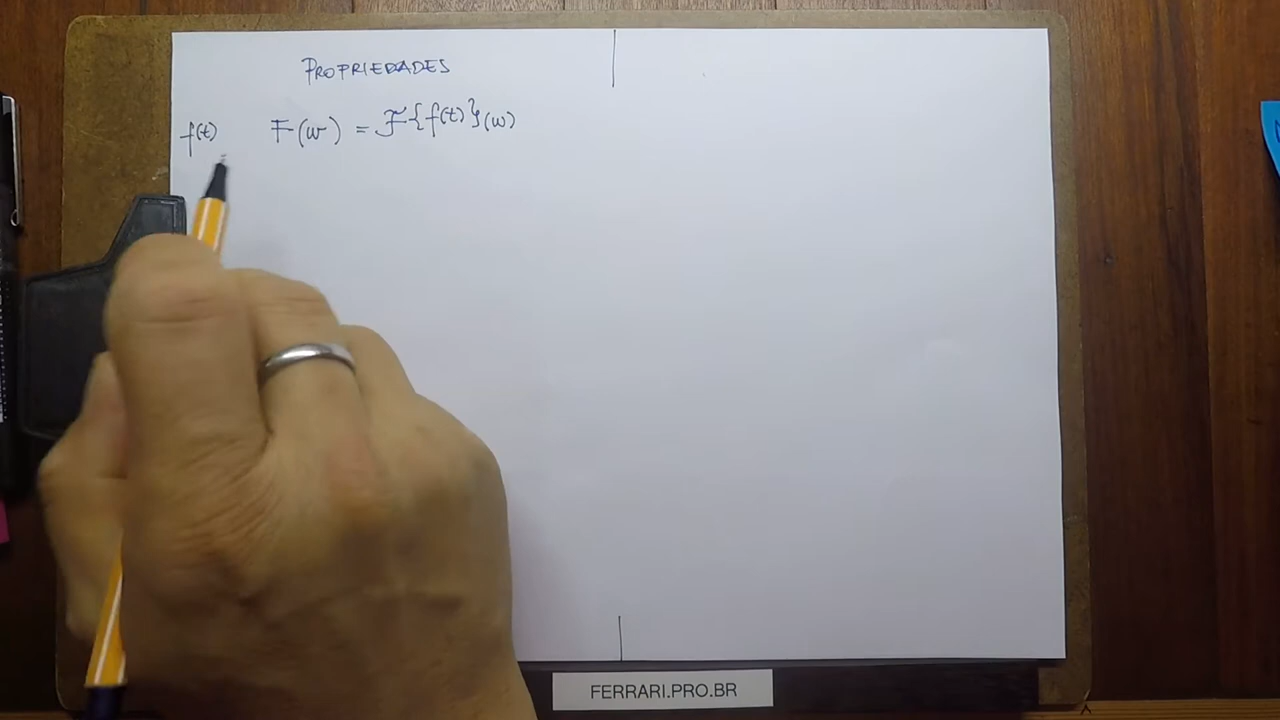 PROPRIEDADES
f(t) F(w) = ℱ{f(t)}(w)
FERRARI.PRO.BR